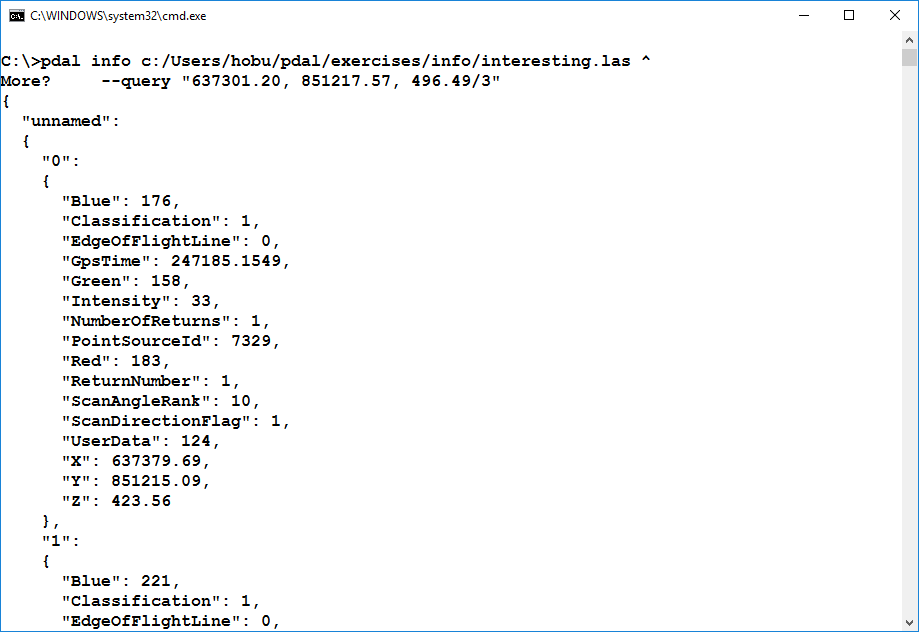 C:\WINDOWS\system32\cmd.exe
C:\>pdal info c:/Users/hobu/pdal/exercises/info/interesting.las ^
More?     --query "637301.20, 851217.57, 496.49/3"
{
  "unnamed":
  {
    "0":
    {
      "Blue": 176,
      "Classification": 1,
      "EdgeOfFlightLine": 0,
      "GpsTime": 247185.1549,
      "Green": 158,
      "Intensity": 33,
      "NumberOfReturns": 1,
      "PointSourceId": 7329,
      "Red": 183,
      "ReturnNumber": 1,
      "ScanAngleRank": 10,
      "ScanDirectionFlag": 1,
      "UserData": 124,
      "X": 637379.69,
      "Y": 851215.09,
      "Z": 423.56
    },
    "1":
    {
      "Blue": 221,
      "Classification": 1,
      "EdgeOfFlightLine": 0,